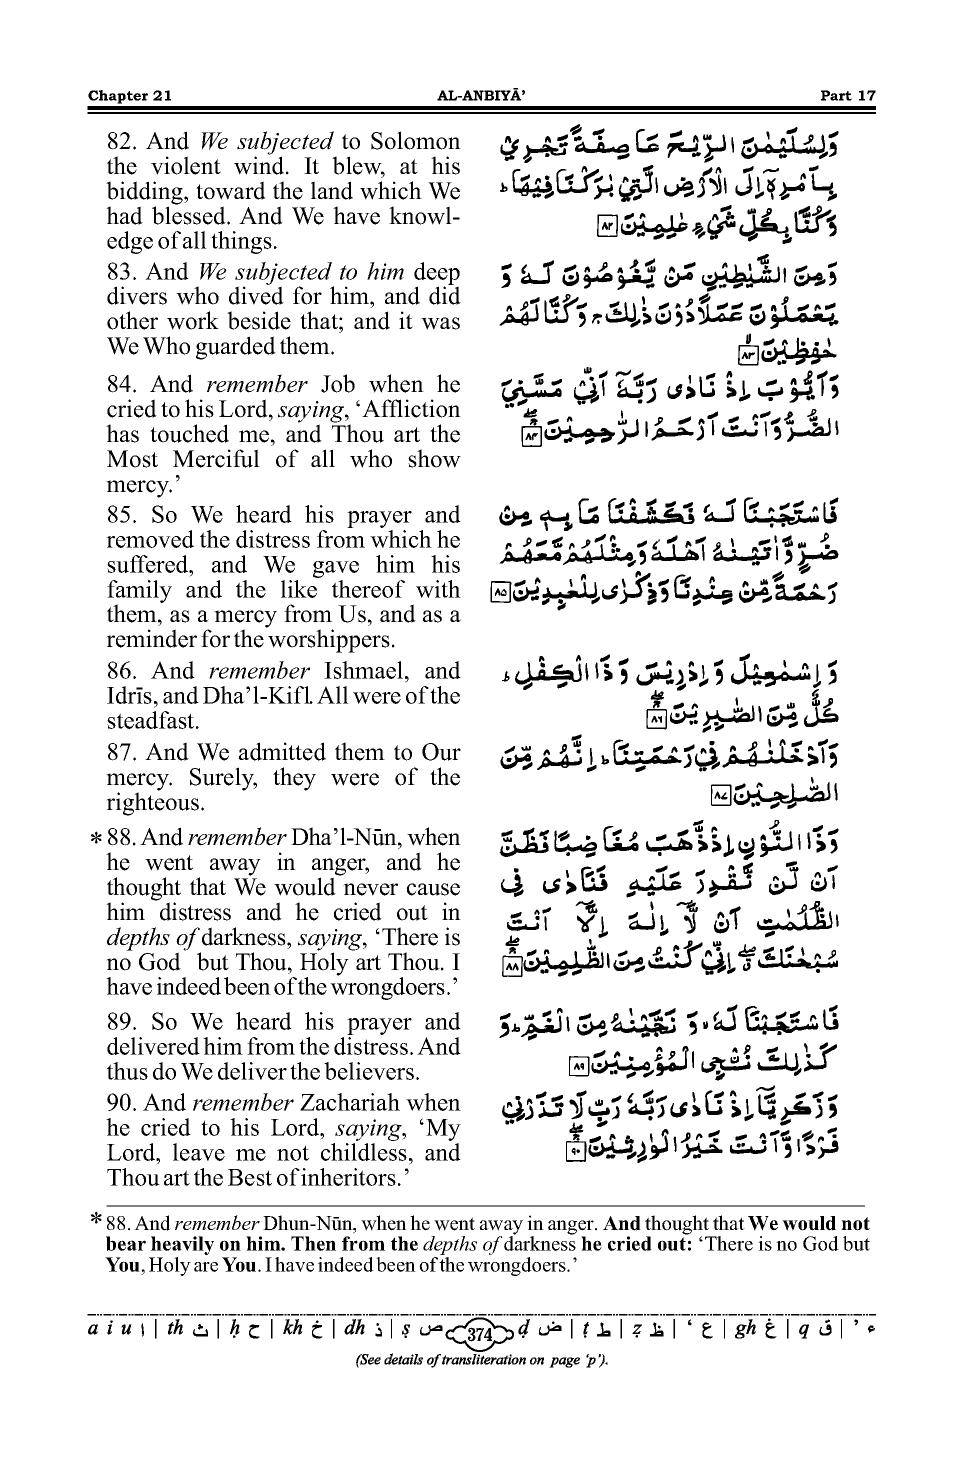 Chapter 21 AL-ANBIYĀ’ Part 17
82. And We subjected to Solomon
the violent wind. It blew, at his
bidding, toward the land which We
had blessed. And We have knowl-
edge of all things.
وَلِسُلَيْمٰنَ الرِّيْحَ عَاصِفَةً تَجْرِيْ
بِاَمْرِهٖۤ اِلَى الْاَرْضِ الَّتِيْ بٰرَكْنَا فِيْهَا ؕ
وَكُنَّا بِكُلِّ شَيْءٍ عٰلِمِيْنَ ۸۲
83. And We subjected to him deep
divers who dived for him, and did
other work beside that; and it was
We Who guarded them.
وَمِنَ الشَّيٰطِيْنِ مَنْ يَّغُوْصُوْنَ لَهٗ وَ
يَعْمَلُوْنَ عَمَلًا دُوْنَ ذٰلِكَ ۚ وَكُنَّا لَهُمْ
حٰفِظِيْنَ ۸۳
84. And remember Job when he
cried to his Lord, saying, ‘Affliction
has touched me, and Thou art the
Most Merciful of all who show
mercy.’
وَاَيُّوْبَ اِذْ نَادٰى رَبَّهٗۤ اَنِّيْ مَسَّنِيَ
الضُّرُّ وَاَنْتَ اَرْحَمُ الرّٰحِمِيْنَ ۸۴
85. So We heard his prayer and
removed the distress from which he
suffered, and We gave him his
family and the like thereof with
them, as a mercy from Us, and as a
reminder for the worshippers.
فَاسْتَجَبْنَا لَهٗ فَكَشَفْنَا مَا بِهٖ مِنْ
ضُرٍّ وَّاٰتَيْنٰهُ اَهْلَهٗ وَمِثْلَهُمْ مَّعَهُمْ
رَحْمَةً مِّنْ عِنْدِنَا وَذِكْرٰى لِلْعٰبِدِيْنَ ۸۵
86. And remember Ishmael, and
Idrīs, and Dha’l-Kifl. All were of the
steadfast.
وَاِسْمٰعِيْلَ وَاِدْرِيْسَ وَذَا الْكِفْلِ ؕ
كُلٌّ مِّنَ الصّٰبِرِيْنَ ۸۶
87. And We admitted them to Our
mercy. Surely, they were of the
righteous.
وَاَدْخَلْنٰهُمْ فِيْ رَحْمَتِنَا ؕ اِنَّهُمْ مِّنَ
الصّٰلِحِيْنَ ۸۷
* 88. And remember Dha’l-Nūn, when
he went away in anger, and he
thought that We would never cause
him distress and he cried out in
depths of darkness, saying, ‘There is
no God but Thou, Holy art Thou. I
have indeed been of the wrongdoers.’
وَذَا النُّوْنِ اِذْ ذَّهَبَ مُغَاضِبًا فَظَنَّ
اَنْ لَّنْ نَّقْدِرَ عَلَيْهِ فَنَادٰى فِى
الظُّلُمٰتِ اَنْ لَّاۤ اِلٰهَ اِلَّاۤ اَنْتَ
سُبْحٰنَكَ ۖ اِنِّيْ كُنْتُ مِنَ الظّٰلِمِيْنَ ۸۸
89. So We heard his prayer and
delivered him from the distress. And
thus do We deliver the believers.
فَاسْتَجَبْنَا لَهٗ ۙ وَنَجَّيْنٰهُ مِنَ الْغَمِّ ؕ وَ
كَذٰلِكَ نُـنْجِى الْمُؤْمِنِيْنَ ۸۹
90. And remember Zachariah when
he cried to his Lord, saying, ‘My
Lord, leave me not childless, and
Thou art the Best of inheritors.’
وَزَكَرِيَّاۤ اِذْ نَادٰى رَبَّهٗ رَبِّ لَا تَذَرْنِيْ
فَرْدًا وَّاَنْتَ خَيْرُ الْوٰرِثِيْنَ ۹۰
* 88. And remember Dhun-Nūn, when he went away in anger. And thought that We would not
bear heavily on him. Then from the depths of darkness he cried out: ‘There is no God but
You, Holy are You. I have indeed been of the wrongdoers.’
a i u ا | th ث | ḥ ح | kh خ | dh ذ | ṣ ص 374 ḍ ض | ṭ ط | ẓ ظ | ‘ ع | gh غ | q ق | ’ ء
(See details of transliteration on page ‘p’).